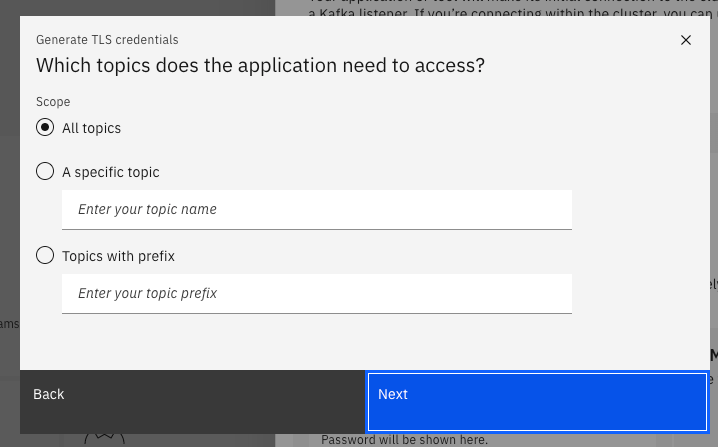 a Kafka listener. If you're connecting within the cluster, you can
Generate TLS credentials
Which topics does the application need to access?
Scope
All topics
A specific topic
Enter your topic name
Topics with prefix
Enter your topic prefix
ams
Back
Next
Password will be shown here.